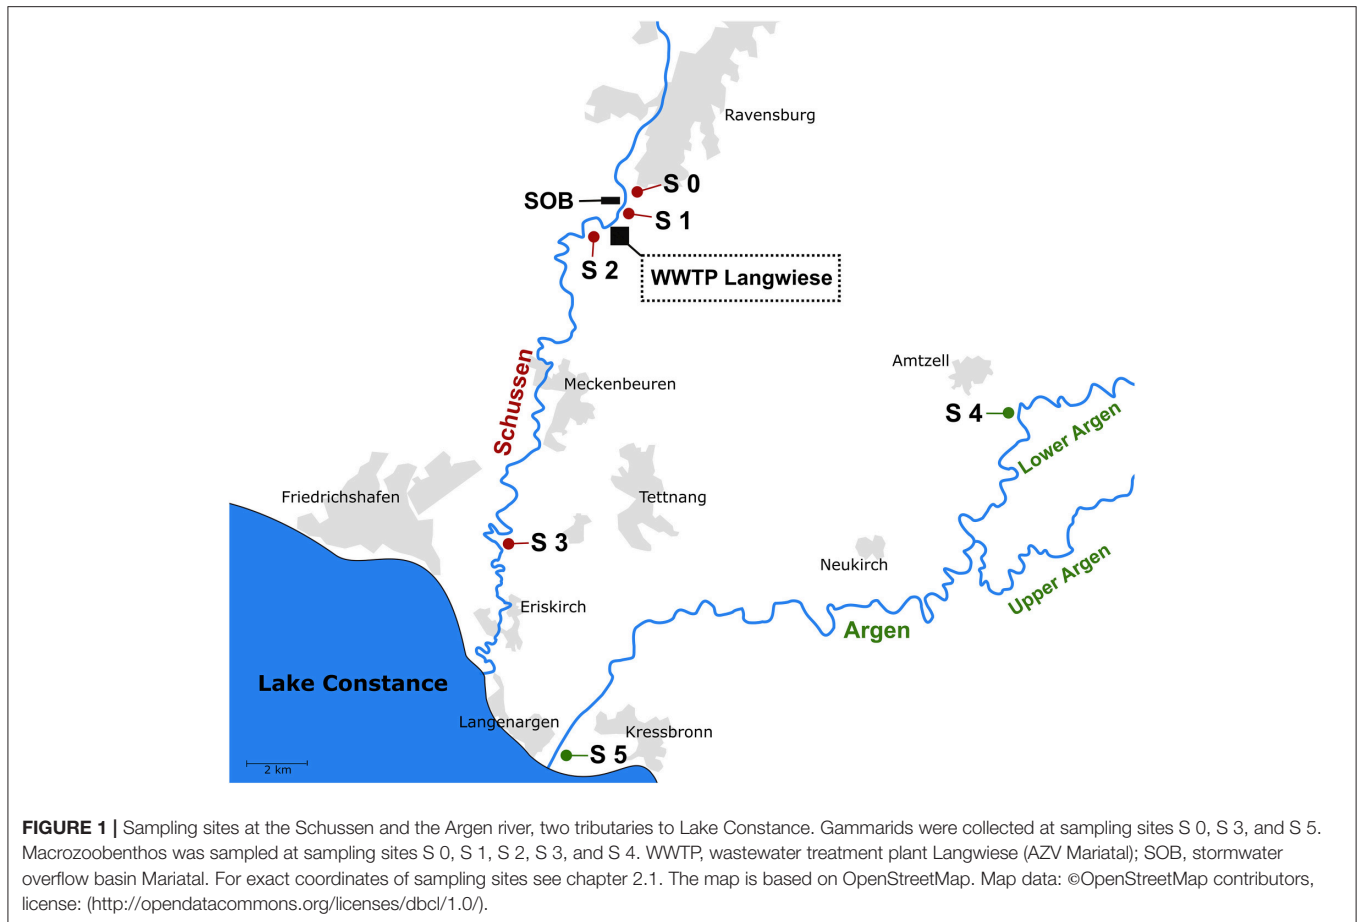 Ravensburg
S 0
SOB
S 1
S 2
WWTP Langwiese
Schussen
Meckenbeuren
Amtzell
S 4
Lower Argen
Friedrichshafen
Tettnang
S 3
Neukirch
Upper Argen
Eriskirch
Argen
Lake Constance
Langenargen
Kressbronn
S 5
2 km
FIGURE 1 | Sampling sites at the Schussen and the Argen river, two tributaries to Lake Constance. Gammarids were collected at sampling sites S 0, S 3, and S 5.
Macrozoobenthos was sampled at sampling sites S 0, S 1, S 2, S 3, and S 4. WWTP, wastewater treatment plant Langwiese (AZV Mariatal); SOB, stormwater
overflow basin Mariatal. For exact coordinates of sampling sites see chapter 2.1. The map is based on OpenStreetMap. Map data: ©OpenStreetMap contributors,
license: (http://opendatacommons.org/licenses/dbcl/1.0/).